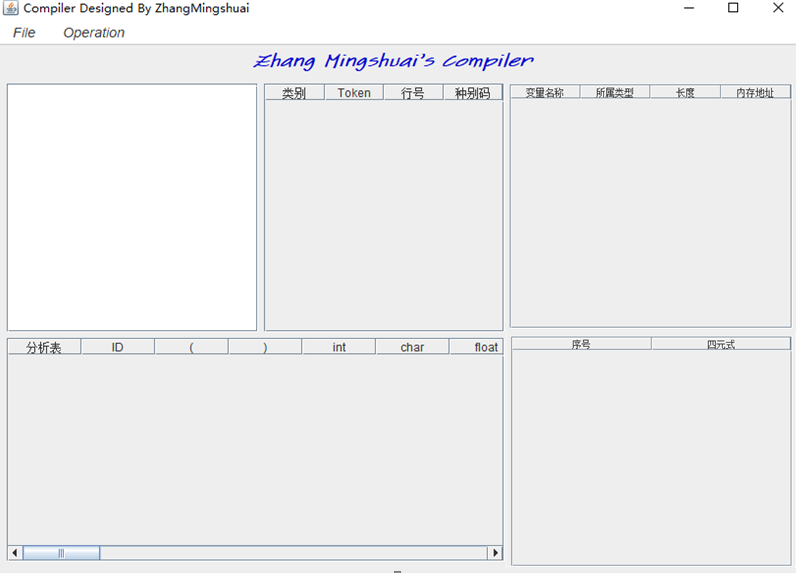 Compiler Designed By ZhangMingshuai
File Operation
Zhang Mingshuai's Compiler
类别 Token 行号 种别码
变量名称 所属类型 长度 内存地址
分析表 ID ( ) int char float
序号 四元式